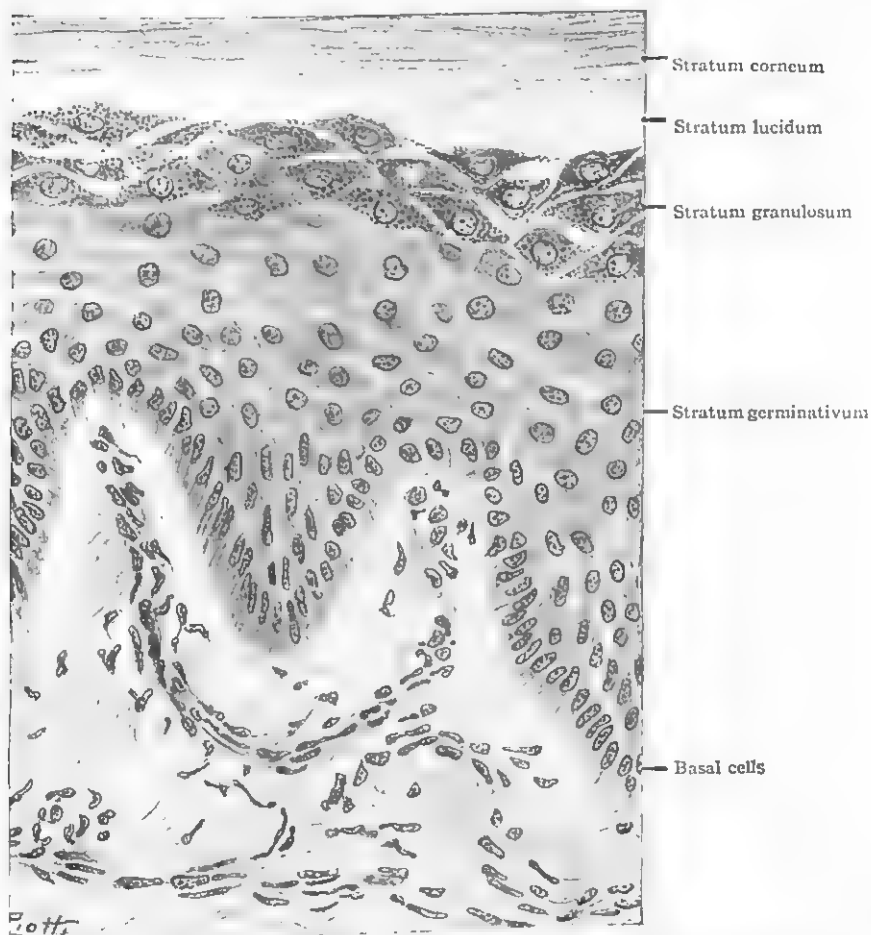 Stratum corneum
Stratum lucidum
Stratum granulosum
Stratum germinativum
Basal cells